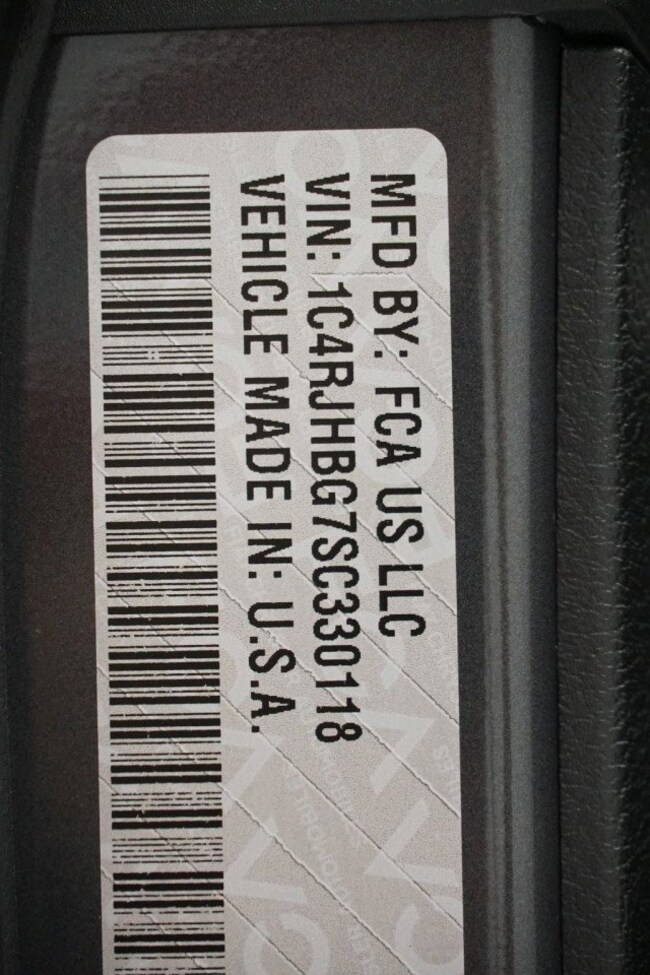 MFD BY: FCA US LLC
VIN: 1C4RJHBG7SC330118
VEHICLE MADE IN: U.S.A.